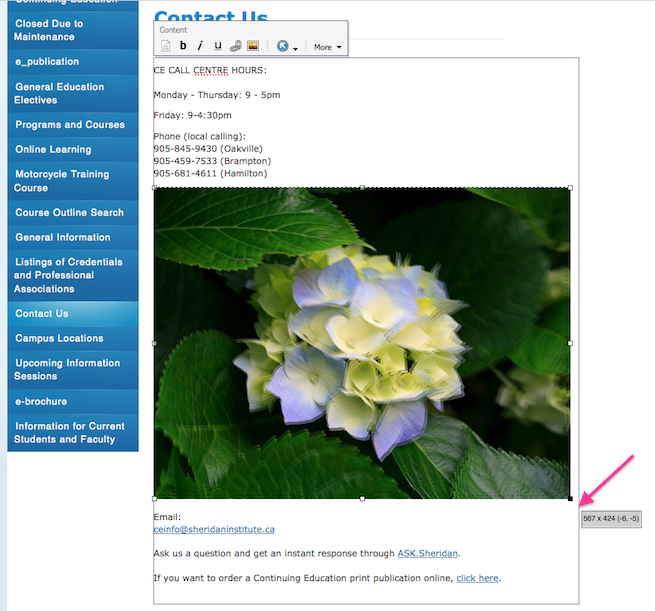 Continuing Education
Contact Us
Closed Due to
Maintenance
e_publication
General Education
Electives
Programs and Courses
Online Learning
Motorcycle Training
Course
Course Outline Search
General Information
Listings of Credentials
and Professional
Associations
Contact Us
Campus Locations
Upcoming Information
Sessions
e-brochure
Information for Current
Students and Faculty
Content
b i u More
CE CALL CENTRE HOURS:
Monday - Thursday: 9 - 5pm
Friday: 9-4:30pm
Phone (local calling):
905-845-9430 (Oakville)
905-459-7533 (Brampton)
905-681-4611 (Hamilton)
567 x 424 (-6, -5)
Email:
ceinfo@sheridaninstitute.ca
Ask us a question and get an instant response through ASK.Sheridan.
If you want to order a Continuing Education print publication online, click here.